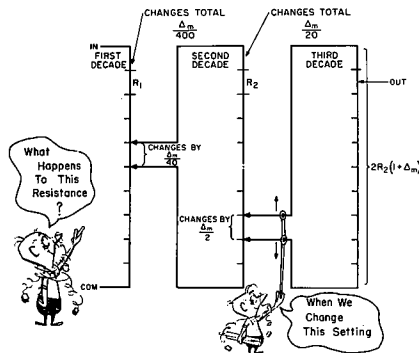 CHANGES TOTAL
Δm
400
CHANGES TOTAL
Δm
20
IN
FIRST
DECADE
SECOND
DECADE
THIRD
DECADE
R1
R2
OUT
What
Happens
To This
Resistance
?
CHANGES BY
Δm
40
2R2(1+Δm)
CHANGES BY
Δm
2
COM
When We
Change
This Setting